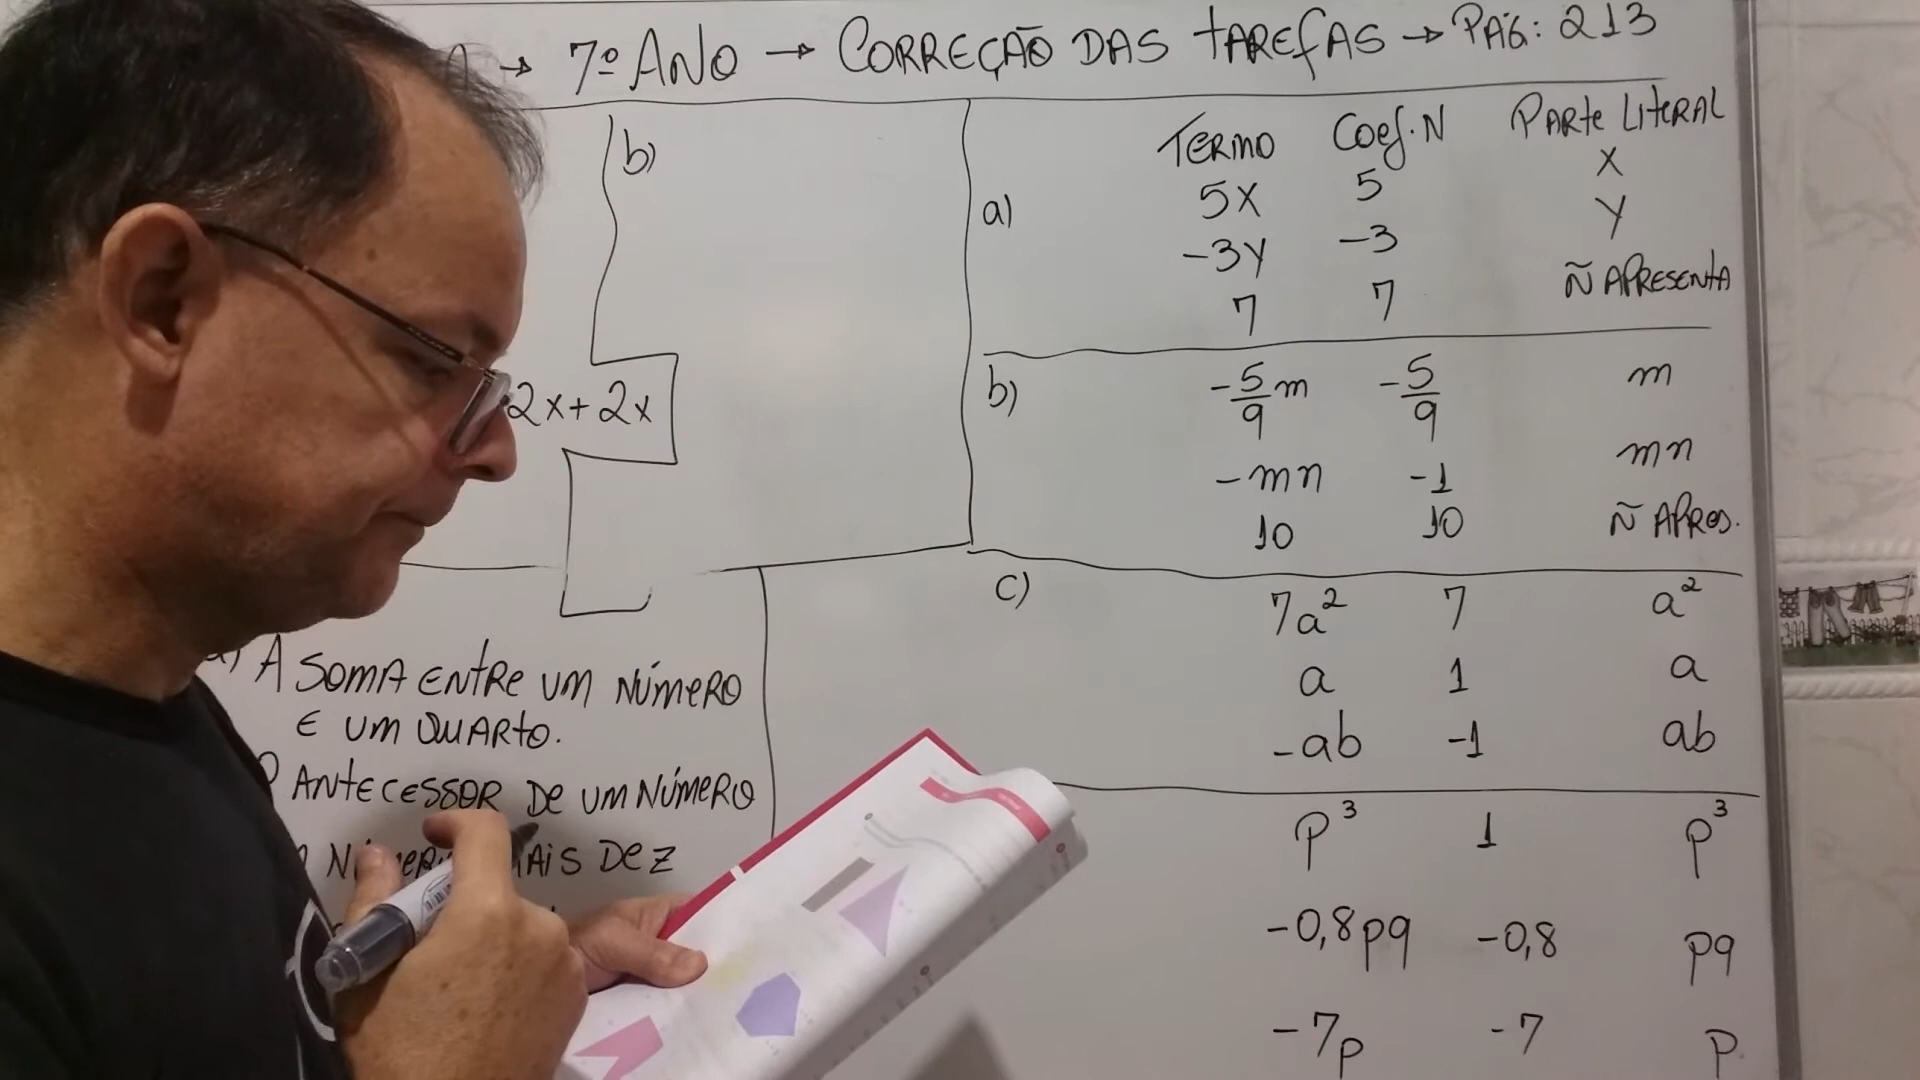 → 7º ANO → CORREÇÃO DAS TAREFAS → PÁG: 213
b)
2x+2x
A SOMA ENTRE UM NÚMERO
E UM QUARTO.
ANTECESSOR DE UM NÚMERO
MAIS DEZ
TERMO COEF.N PARTE LITERAL
a) 5X 5 X
-3Y -3 Y
7 7 Ñ APRESENTA
b) -5/9 m -5/9 m
-mn -1 mn
10 10 Ñ APRES.
c) 7a² 7 a²
a 1 a
-ab -1 ab
p³ 1 p³
-0,8pq -0,8 pq
-7p -7 p.